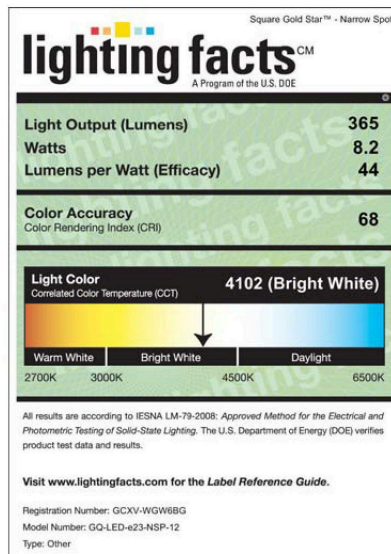 Square Gold Star™ - Narrow Spot
lighting factsCM
A Program of the U.S. DOE
Light Output (Lumens) 365
Watts 8.2
Lumens per Watt (Efficacy) 44
Color Accuracy 68
Color Rendering Index (CRI)
Light Color 4102 (Bright White)
Correlated Color Temperature (CCT)
Warm White Bright White Daylight
2700K 3000K 4500K 6500K
All results are according to IESNA LM-79-2008: Approved Method for the Electrical and
Photometric Testing of Solid-State Lighting. The U.S. Department of Energy (DOE) verifies
product test data and results.
Visit www.lightingfacts.com for the Label Reference Guide.
Registration Number: GCXV-WGW6BG
Model Number: GQ-LED-e23-NSP-12
Type: Other